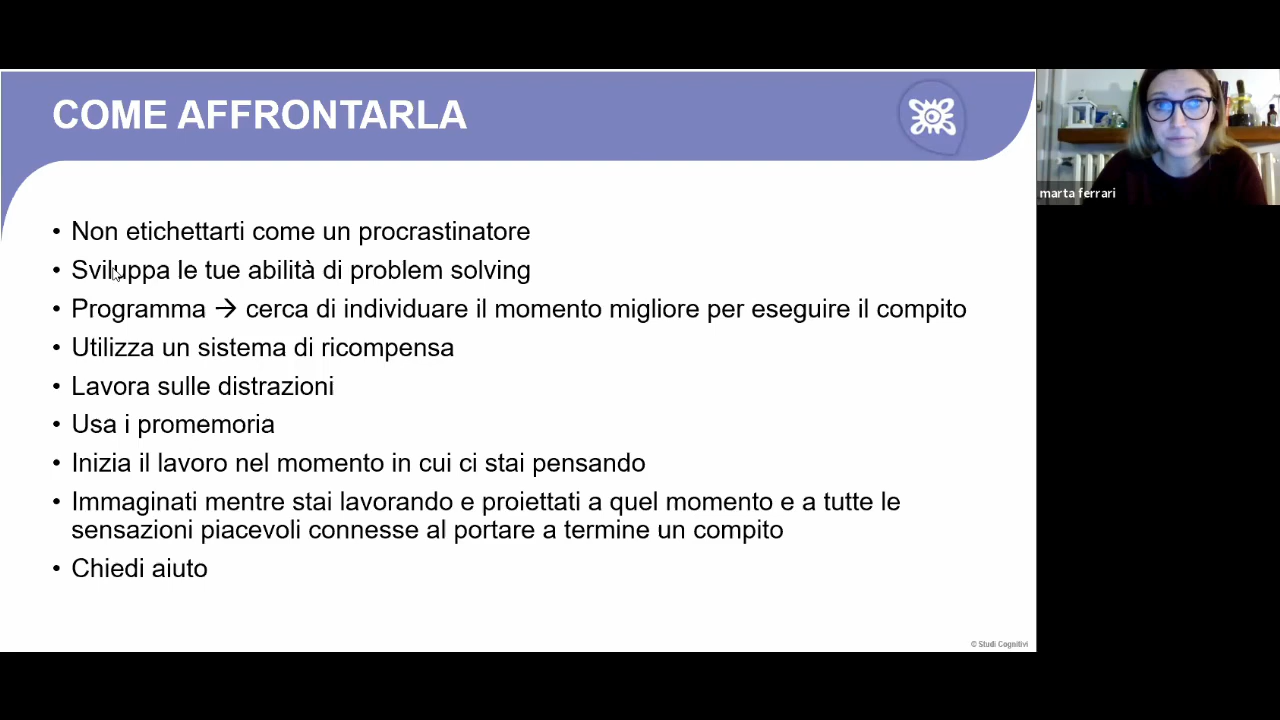 COME AFFRONTARLA
marta ferrari
• Non etichettarti come un procrastinatore
• Sviluppa le tue abilità di problem solving
• Programma → cerca di individuare il momento migliore per eseguire il compito
• Utilizza un sistema di ricompensa
• Lavora sulle distrazioni
• Usa i promemoria
• Inizia il lavoro nel momento in cui ci stai pensando
• Immaginati mentre stai lavorando e proiettati a quel momento e a tutte le
sensazioni piacevoli connesse al portare a termine un compito
• Chiedi aiuto
© Studi Cognitivi